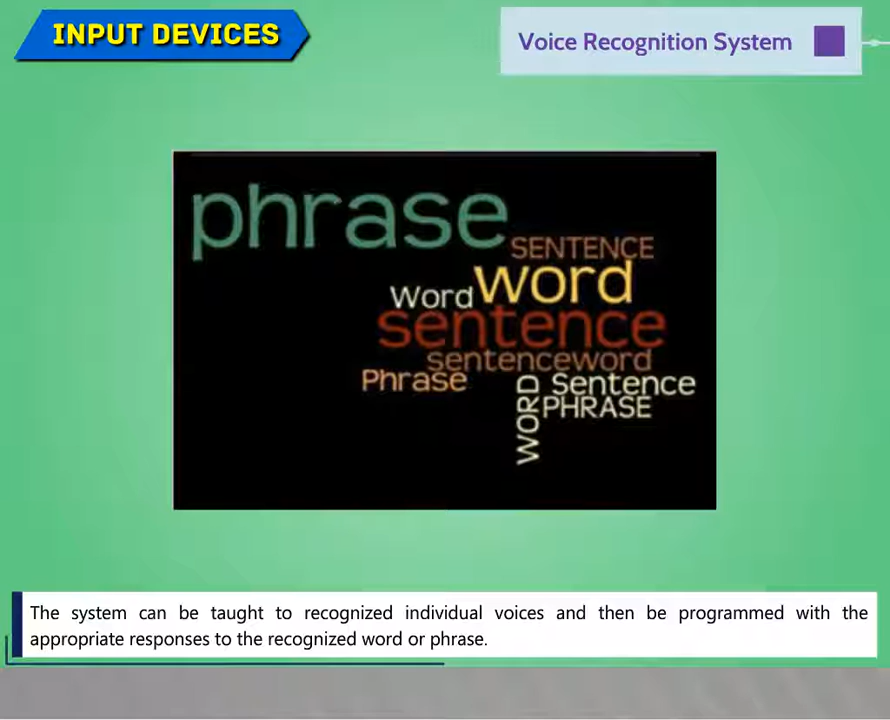 INPUT DEVICES
Voice Recognition System
phrase
SENTENCE
Word word
sentence
sentenceword
Phrase
Sentence
WORD
PHRASE
The system can be taught to recognized individual voices and then be programmed with the
appropriate responses to the recognized word or phrase.